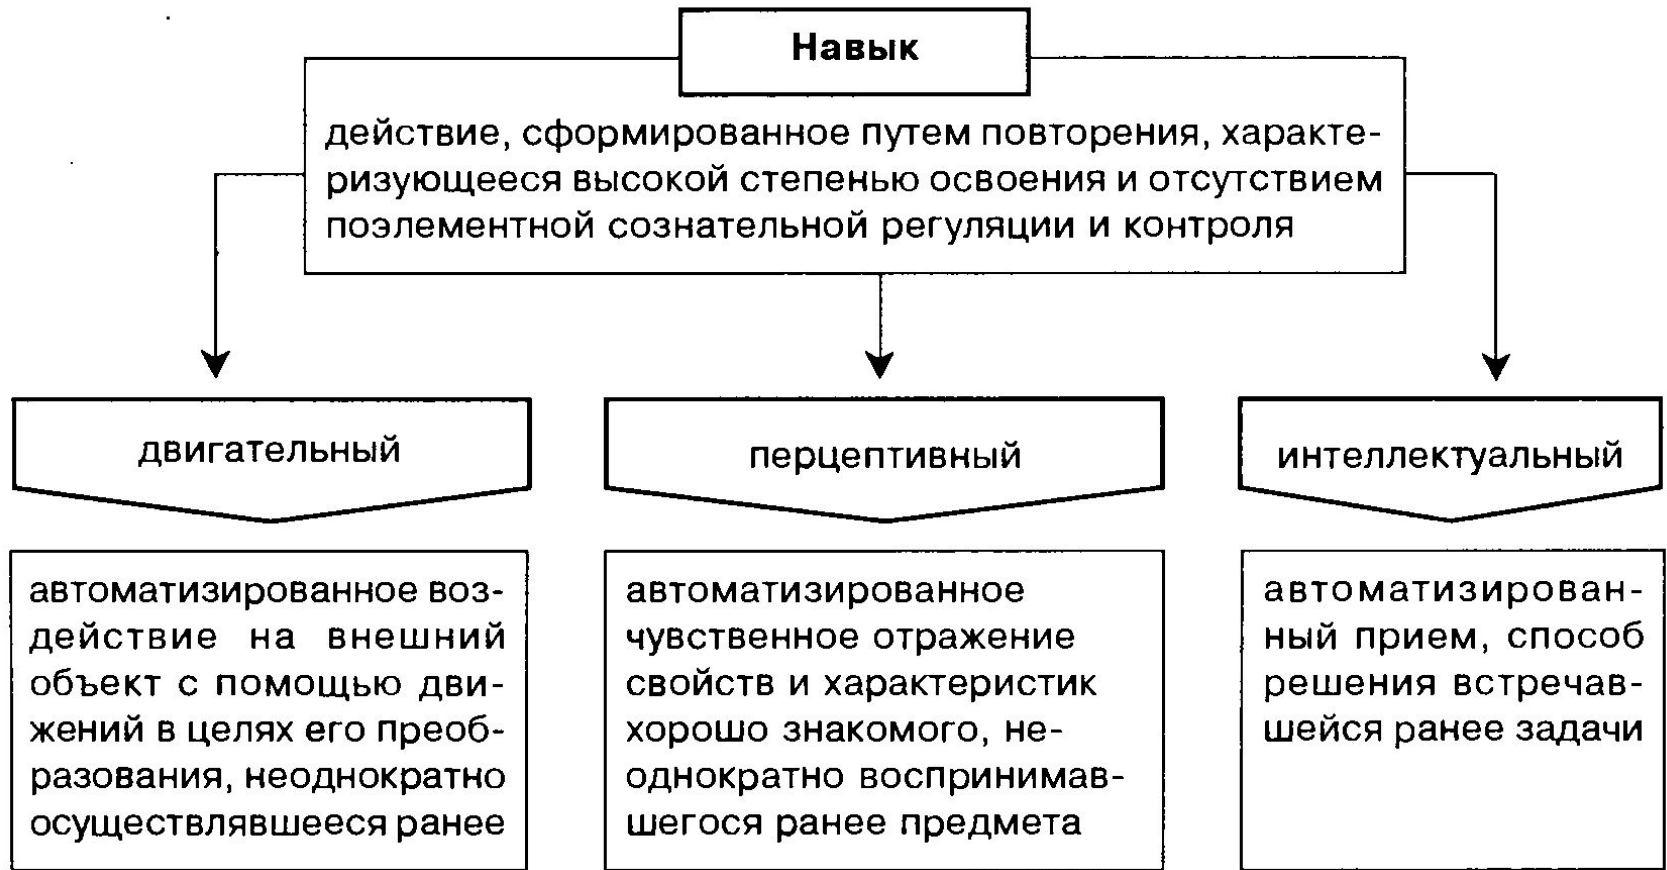 Навык
действие, сформированное путем повторения, характе-
ризующееся высокой степенью освоения и отсутствием
поэлементной сознательной регуляции и контроля
двигательный
перцептивный
интеллектуальный
автоматизированное воз-
действие на внешний
объект с помощью дви-
жений в целях его преоб-
разования, неоднократно
осуществлявшееся ранее
автоматизированное
чувственное отражение
свойств и характеристик
хорошо знакомого, не-
однократно воспринимав-
шегося ранее предмета
автоматизирован-
ный прием, способ
решения встречав-
шейся ранее задачи